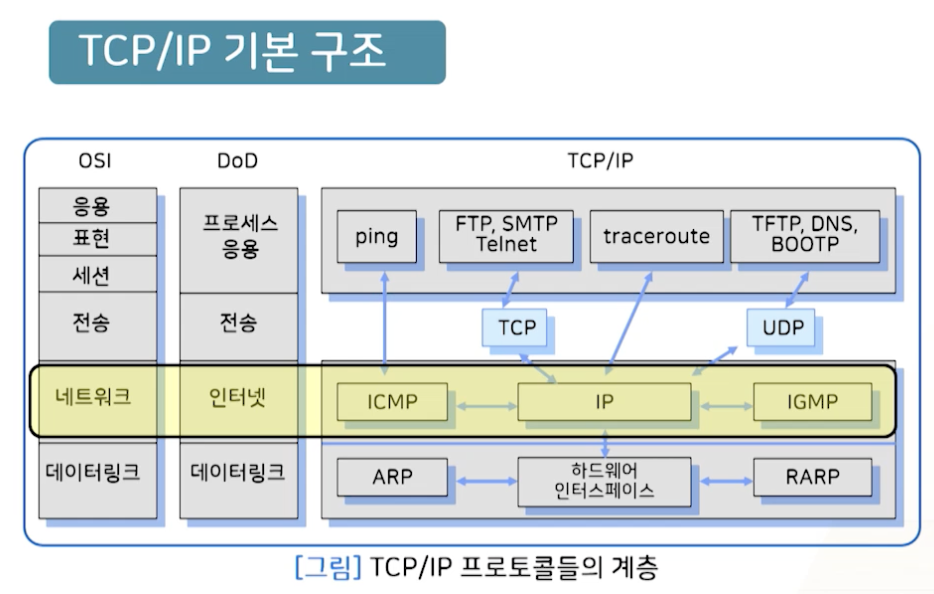 TCP/IP 기본 구조
OSI
DoD
TCP/IP
응용
표현
세션
전송
네트워크
데이터링크
프로세스
응용
전송
인터넷
데이터링크
ping
FTP, SMTP
Telnet
traceroute
TFTP, DNS,
BOOTP
TCP
UDP
ICMP
IP
IGMP
ARP
하드웨어
인터스페이스
RARP
[그림] TCP/IP 프로토콜들의 계층